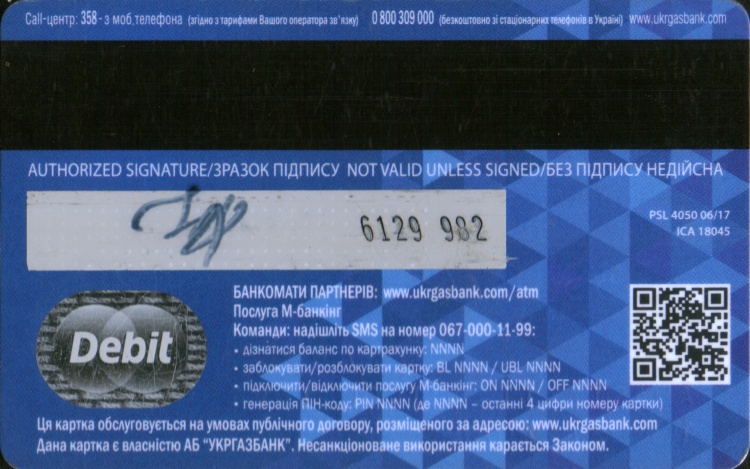 Call-центр: 358 - з моб.телефона (згідно з тарифами Вашого оператора зв'язку) 0 800 309 000 (безкоштовно зі стаціонарних телефонів в Україні) www.ukrgasbank.com
AUTHORIZED SIGNATURE/ЗРАЗОК ПІДПИСУ NOT VALID UNLESS SIGNED/БЕЗ ПІДПИСУ НЕДІЙСНА
6129 982
PSL 4050 06/17
ICA 18045
БАНКОМАТИ ПАРТНЕРІВ: www.ukrgasbank.com/atm
Послуга М-банкінг
Команди: надішліть SMS на номер 067-000-11-99:
• дізнатися баланс по картрахунку: NNNN
• заблокувати/розблокувати картку: BL NNNN / UBL NNNN
• підключити/відключити послугу М-банкінг: ON NNNN / OFF NNNN
• генерація ПІН-коду: PIN NNNN (де NNNN – останні 4 цифри номеру картки)
Debit
Ця картка обслуговується на умовах публічного договору, розміщеного за адресою: www.ukrgasbank.com
Дана картка є власністю АБ "УКРГАЗБАНК". Несанкціоноване використання карається Законом.